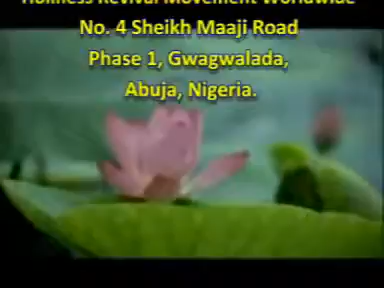 Holiness Revival Movement Worldwide
No. 4 Sheikh Maaji Road
Phase 1, Gwagwalada,
Abuja, Nigeria.